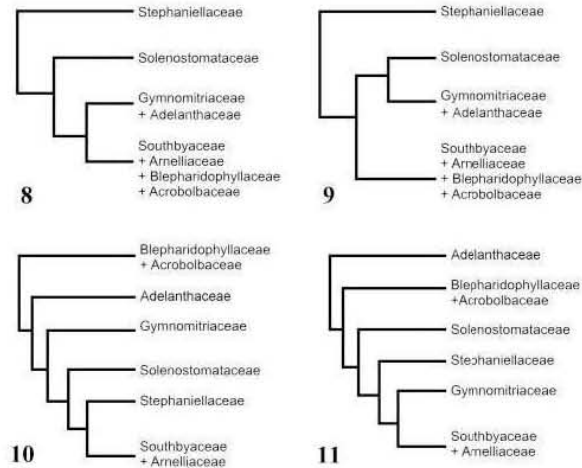 Stephaniellaceae
Solenostomataceae
Gymnomitriaceae
+ Adelanthaceae
Southbyaceae
+ Arnelliaceae
+ Blepharidophyllaceae
+ Acrobolbaceae
8
Stephaniellaceae
Solenostomataceae
Gymnomitriaceae
+ Adelanthaceae
Southbyaceae
+ Arnelliaceae
+ Blepharidophyllaceae
+ Acrobolbaceae
9
Blepharidophyllaceae
+ Acrobolbaceae
Adelanthaceae
Gymnomitriaceae
Solenostomataceae
Stephaniellaceae
Southbyaceae
+ Arnelliaceae
10
Adelanthaceae
Blepharidophyllaceae
+Acrobolbaceae
Solenostomataceae
Stephaniellaceae
Gymnomitriaceae
Southbyaceae
+ Arnelliaceae
11